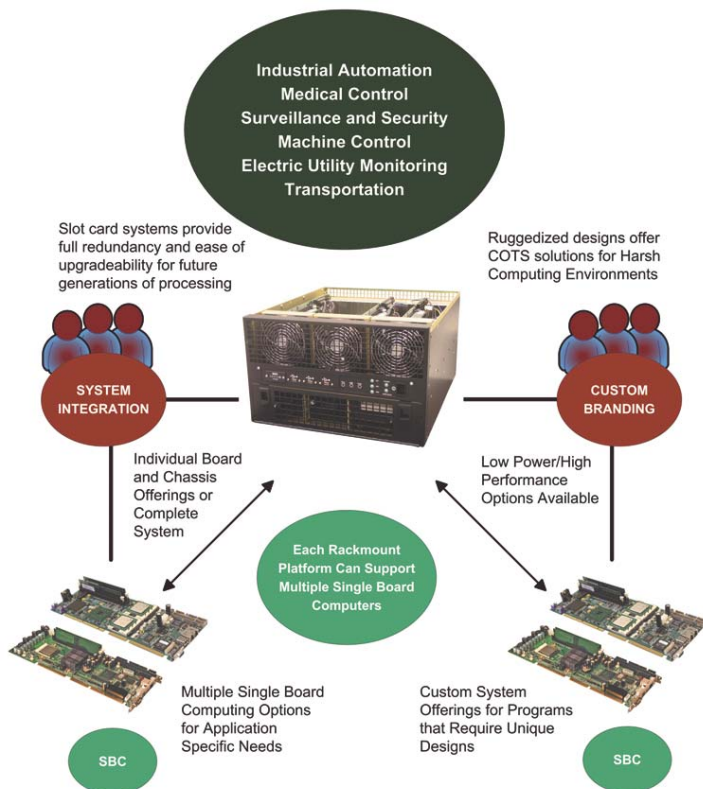 Industrial Automation
Medical Control
Surveillance and Security
Machine Control
Electric Utility Monitoring
Transportation
Slot card systems provide
full redundancy and ease of
upgradeability for future
generations of processing
Ruggedized designs offer
COTS solutions for Harsh
Computing Environments
SYSTEM
INTEGRATION
CUSTOM
BRANDING
Individual Board
and Chassis
Offerings or
Complete
System
Low Power/High
Performance
Options Available
Each Rackmount
Platform Can Support
Multiple Single Board
Computers
Multiple Single Board
Computing Options
for Application
Specific Needs
Custom System
Offerings for Programs
that Require Unique
Designs
SBC
SBC